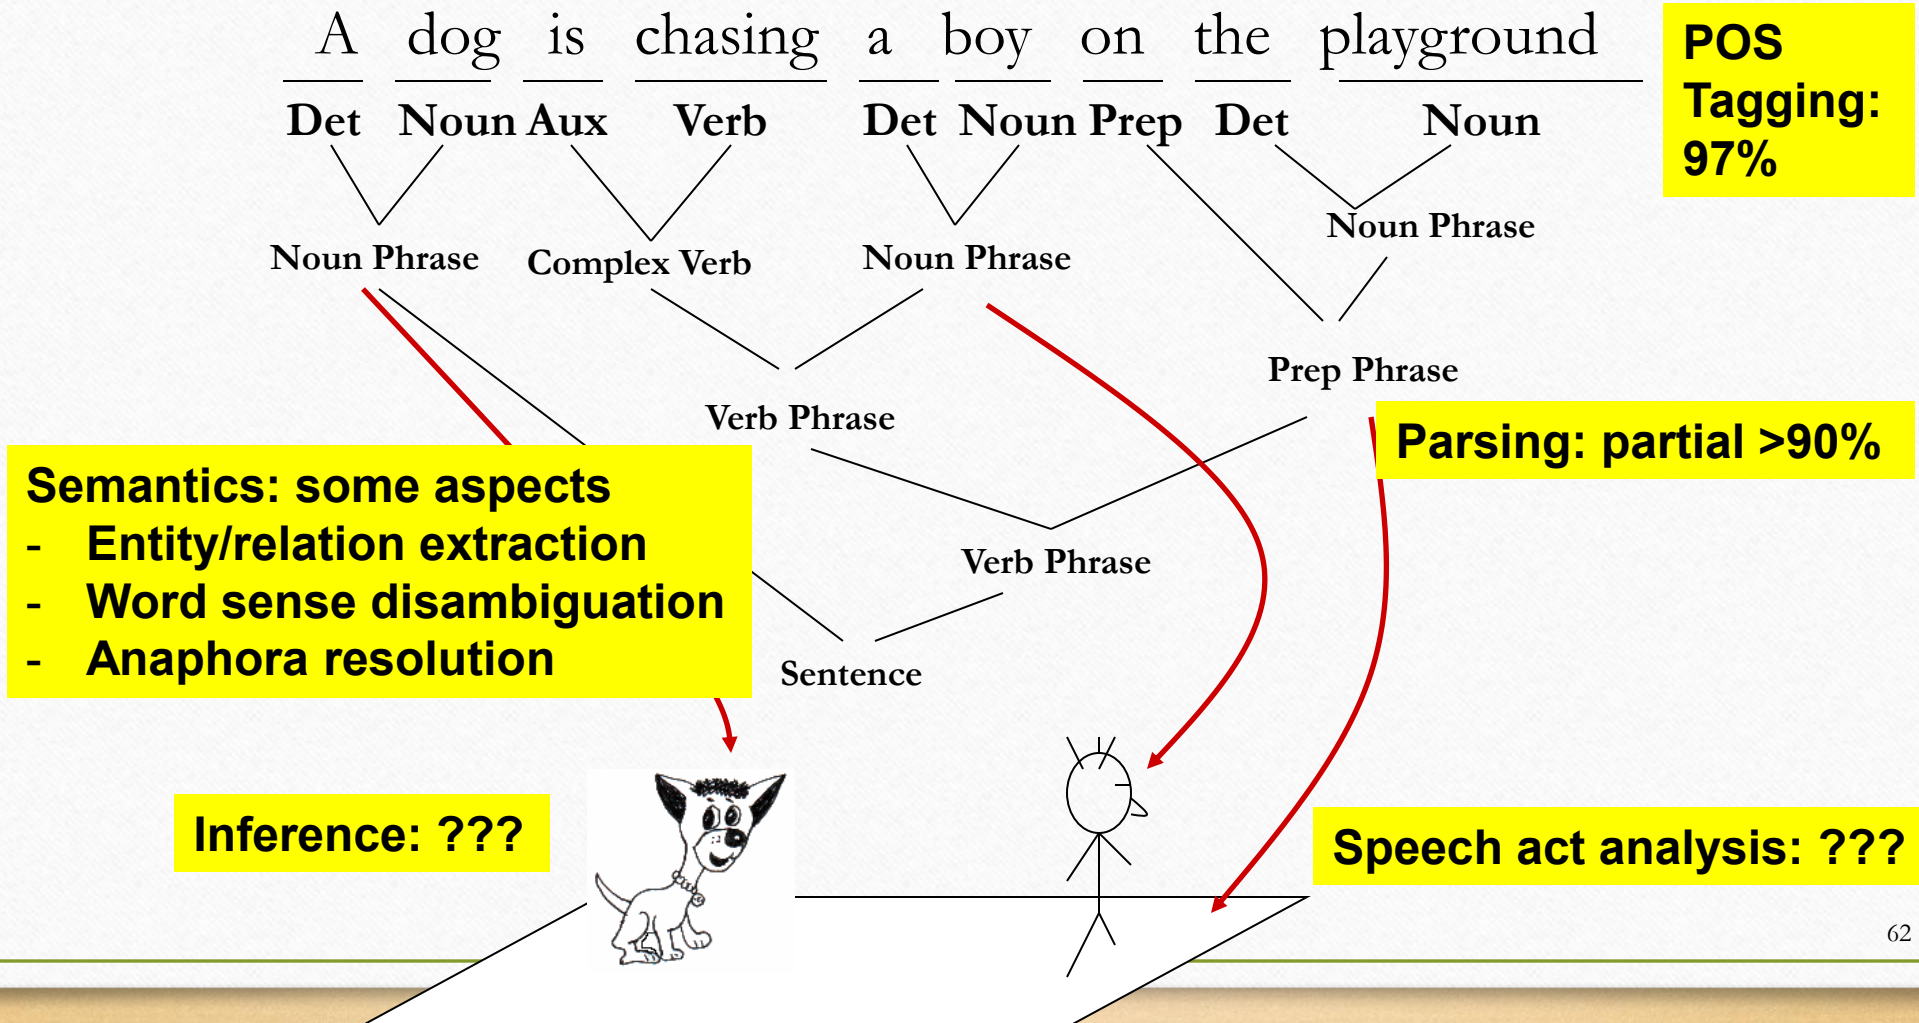 A dog is chasing a boy on the playground
Det Noun Aux Verb Det Noun Prep Det Noun
POS
Tagging:
97%
Noun Phrase
Noun Phrase Complex Verb Noun Phrase
Prep Phrase
Verb Phrase
Parsing: partial >90%
Semantics: some aspects
- Entity/relation extraction
- Word sense disambiguation
- Anaphora resolution
Verb Phrase
Sentence
Inference: ???
Speech act analysis: ???
62